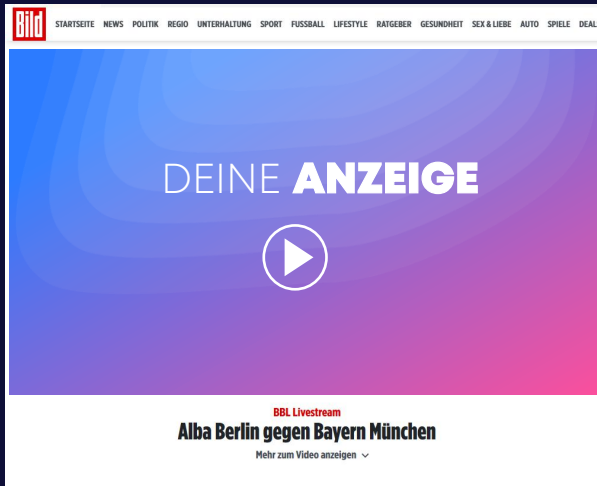 Bild STARTSEITE NEWS POLITIK REGIO UNTERHALTUNG SPORT FUSSBALL LIFESTYLE RATGEBER GESUNDHEIT SEX & LIEBE AUTO SPIELE DEAL
DEINE ANZEIGE
BBL Livestream
Alba Berlin gegen Bayern München
Mehr zum Video anzeigen